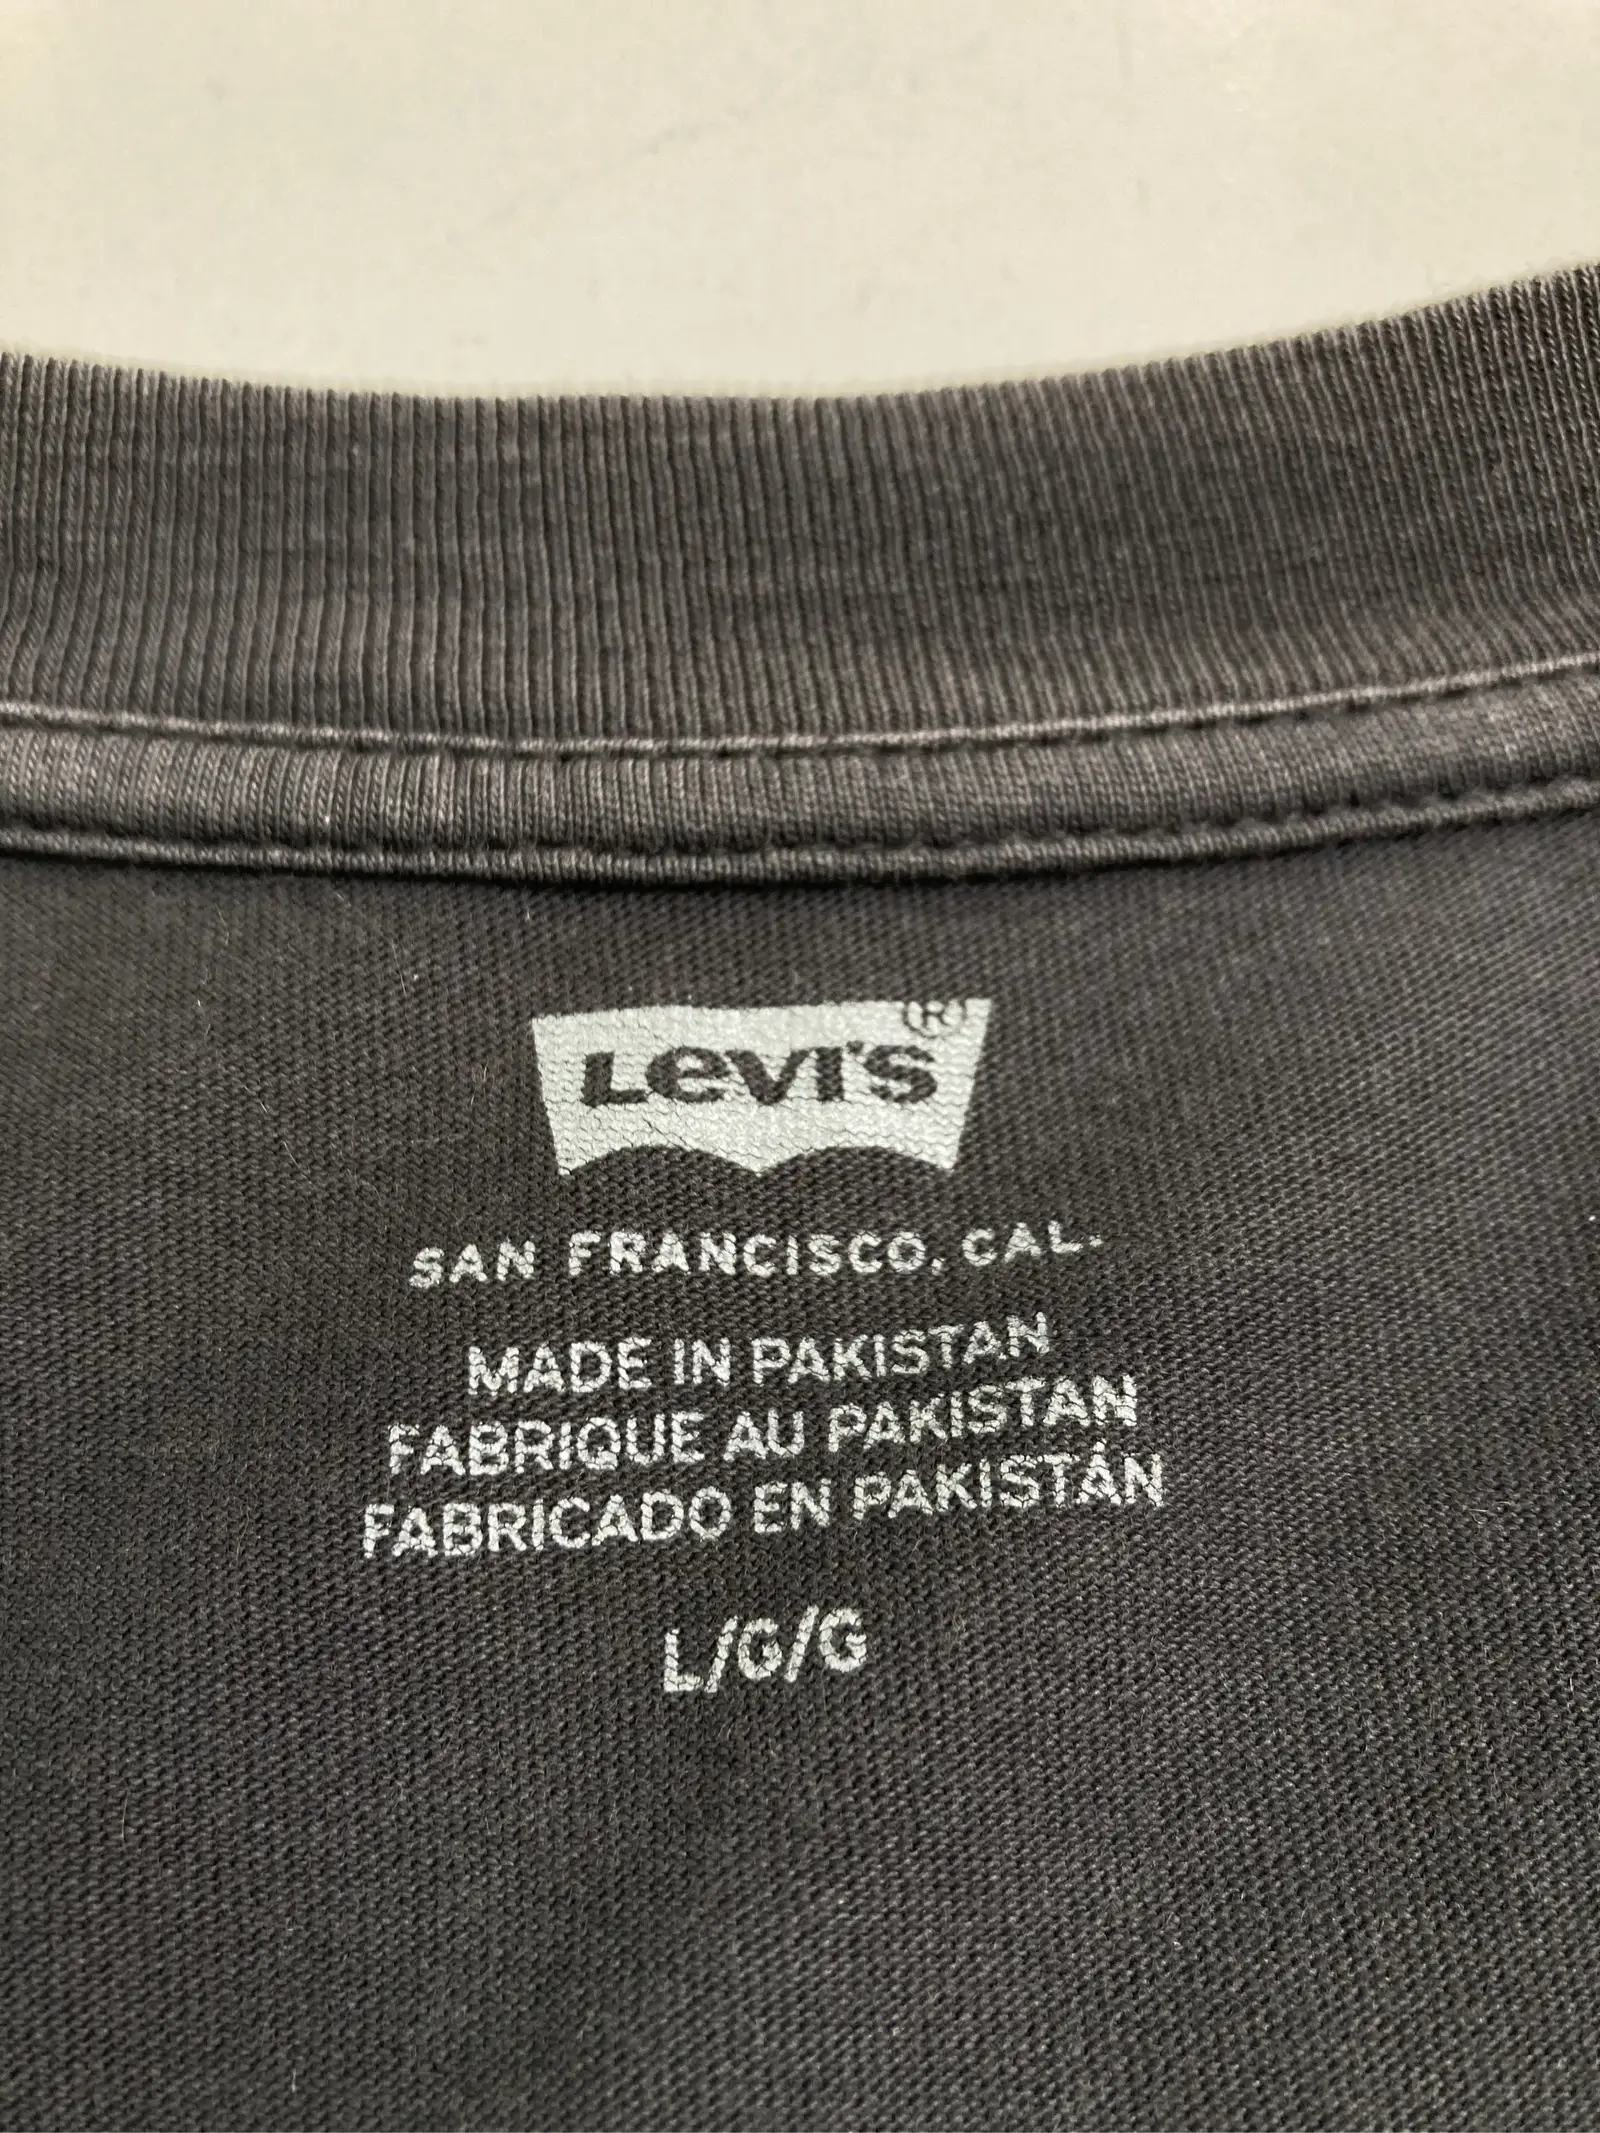 Levi's®
SAN FRANCISCO, CAL.
MADE IN PAKISTAN
FABRIQUE AU PAKISTAN
FABRICADO EN PAKISTÁN
L/G/G